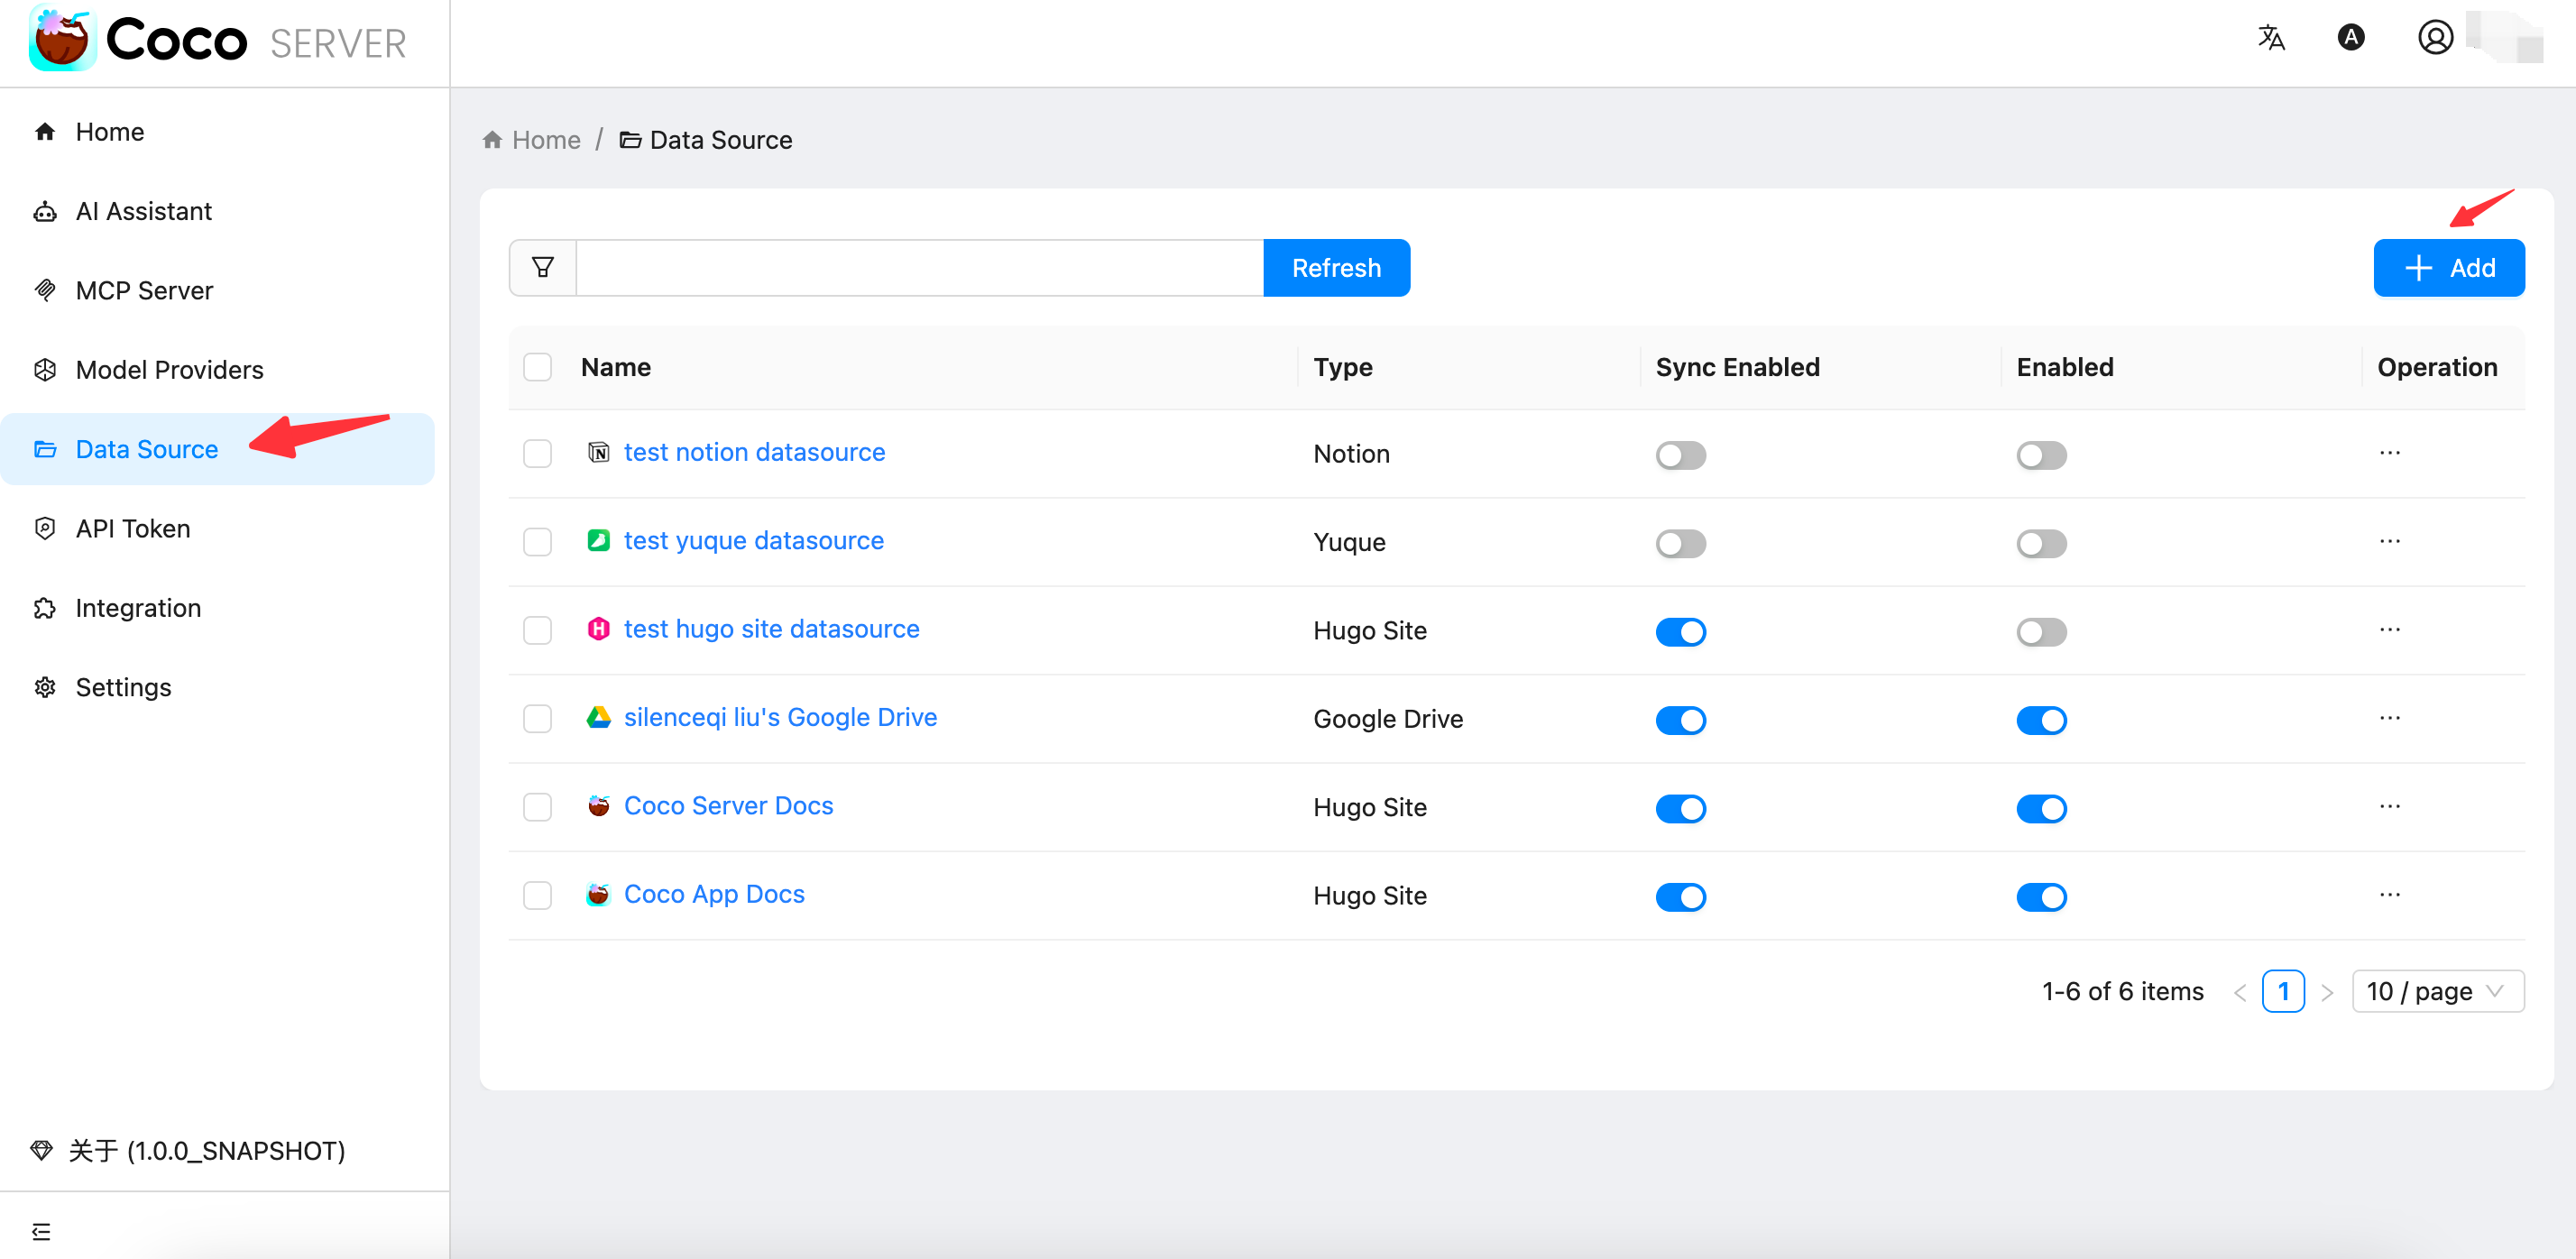 Coco SERVER
A
Home
AI Assistant
MCP Server
Model Providers
Data Source
API Token
Integration
Settings
关于 (1.0.0_SNAPSHOT)
Home / Data Source
Refresh
Add
Name Type Sync Enabled Enabled Operation
test notion datasource Notion ···
test yuque datasource Yuque ···
test hugo site datasource Hugo Site ···
silenceqi liu's Google Drive Google Drive ···
Coco Server Docs Hugo Site ···
Coco App Docs Hugo Site ···
1-6 of 6 items < 1 > 10 / page